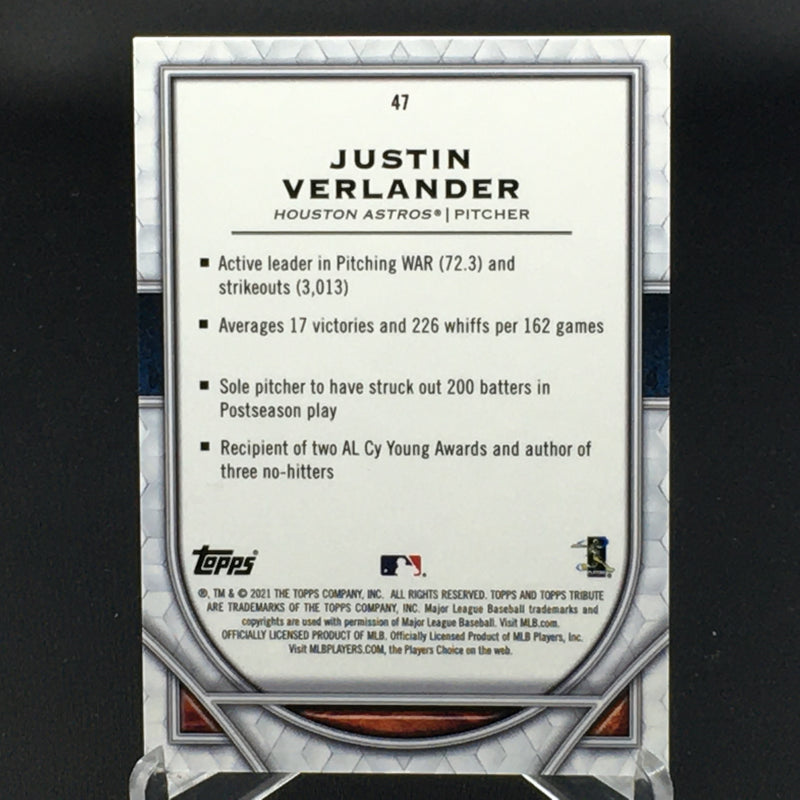 47
JUSTIN
VERLANDER
HOUSTON ASTROS® | PITCHER
▪ Active leader in Pitching WAR (72.3) and
strikeouts (3,013)
▪ Averages 17 victories and 226 whiffs per 162 games
▪ Sole pitcher to have struck out 200 batters in
Postseason play
▪ Recipient of two AL Cy Young Awards and author of
three no-hitters
Topps®
®, TM & © 2021 THE TOPPS COMPANY, INC. ALL RIGHTS RESERVED. TOPPS AND TOPPS TRIBUTE
ARE TRADEMARKS OF THE TOPPS COMPANY, INC. Major League Baseball trademarks and
copyrights are used with permission of Major League Baseball. Visit MLB.com.
OFFICIALLY LICENSED PRODUCT OF MLB. Officially Licensed Product of MLB Players, Inc.
Visit MLBPLAYERS.COM, the Players Choice on the web.